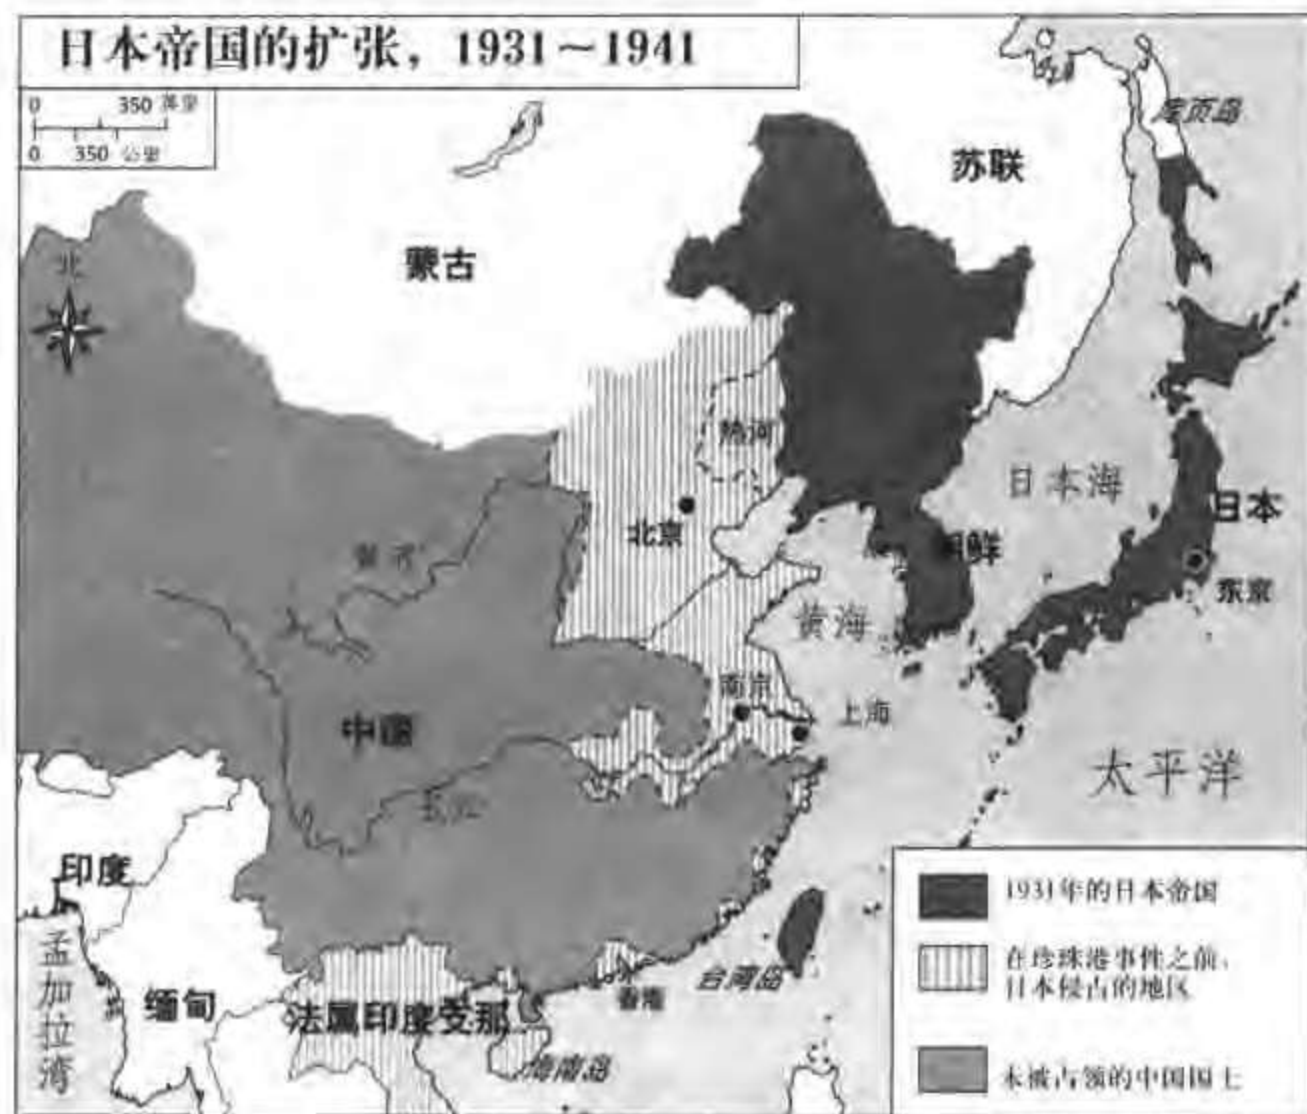 日本帝国的扩张，1931～1941
0 350 英里
0 350 公里
库页岛
苏联
蒙古
北
热河
日本海
北京
日本
朝鲜
黄河
东京
黄海
南京
上海
中国
太平洋
长江
印度
1931年的日本帝国
在珍珠港事件之前，
日本侵占的地区
孟加拉湾
台湾岛
香港
缅甸
法属印度支那
海南岛
未被占领的中国国土